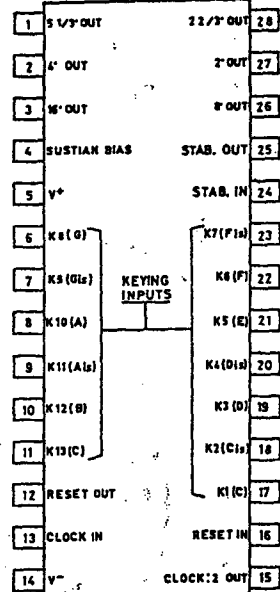 1 5 1/3' OUT 2 2/3' OUT 28
2 4' OUT 2' OUT 27
3 16' OUT 8' OUT 26
4 SUSTIAN BIAS STAB. OUT 25
5 V+ STAB. IN 24
6 K8(G) K7(Fis) 23
7 K9(Gis) K6(F) 22
KEYING
INPUTS
8 K10(A) K5(E) 21
9 K11(Ais) K4(Dis) 20
10 K12(B) K3(D) 19
11 K13(C) K2(Cis) 18
12 RESET OUT K1(C) 17
13 CLOCK IN RESET IN 16
14 V- CLOCK:2 OUT 15